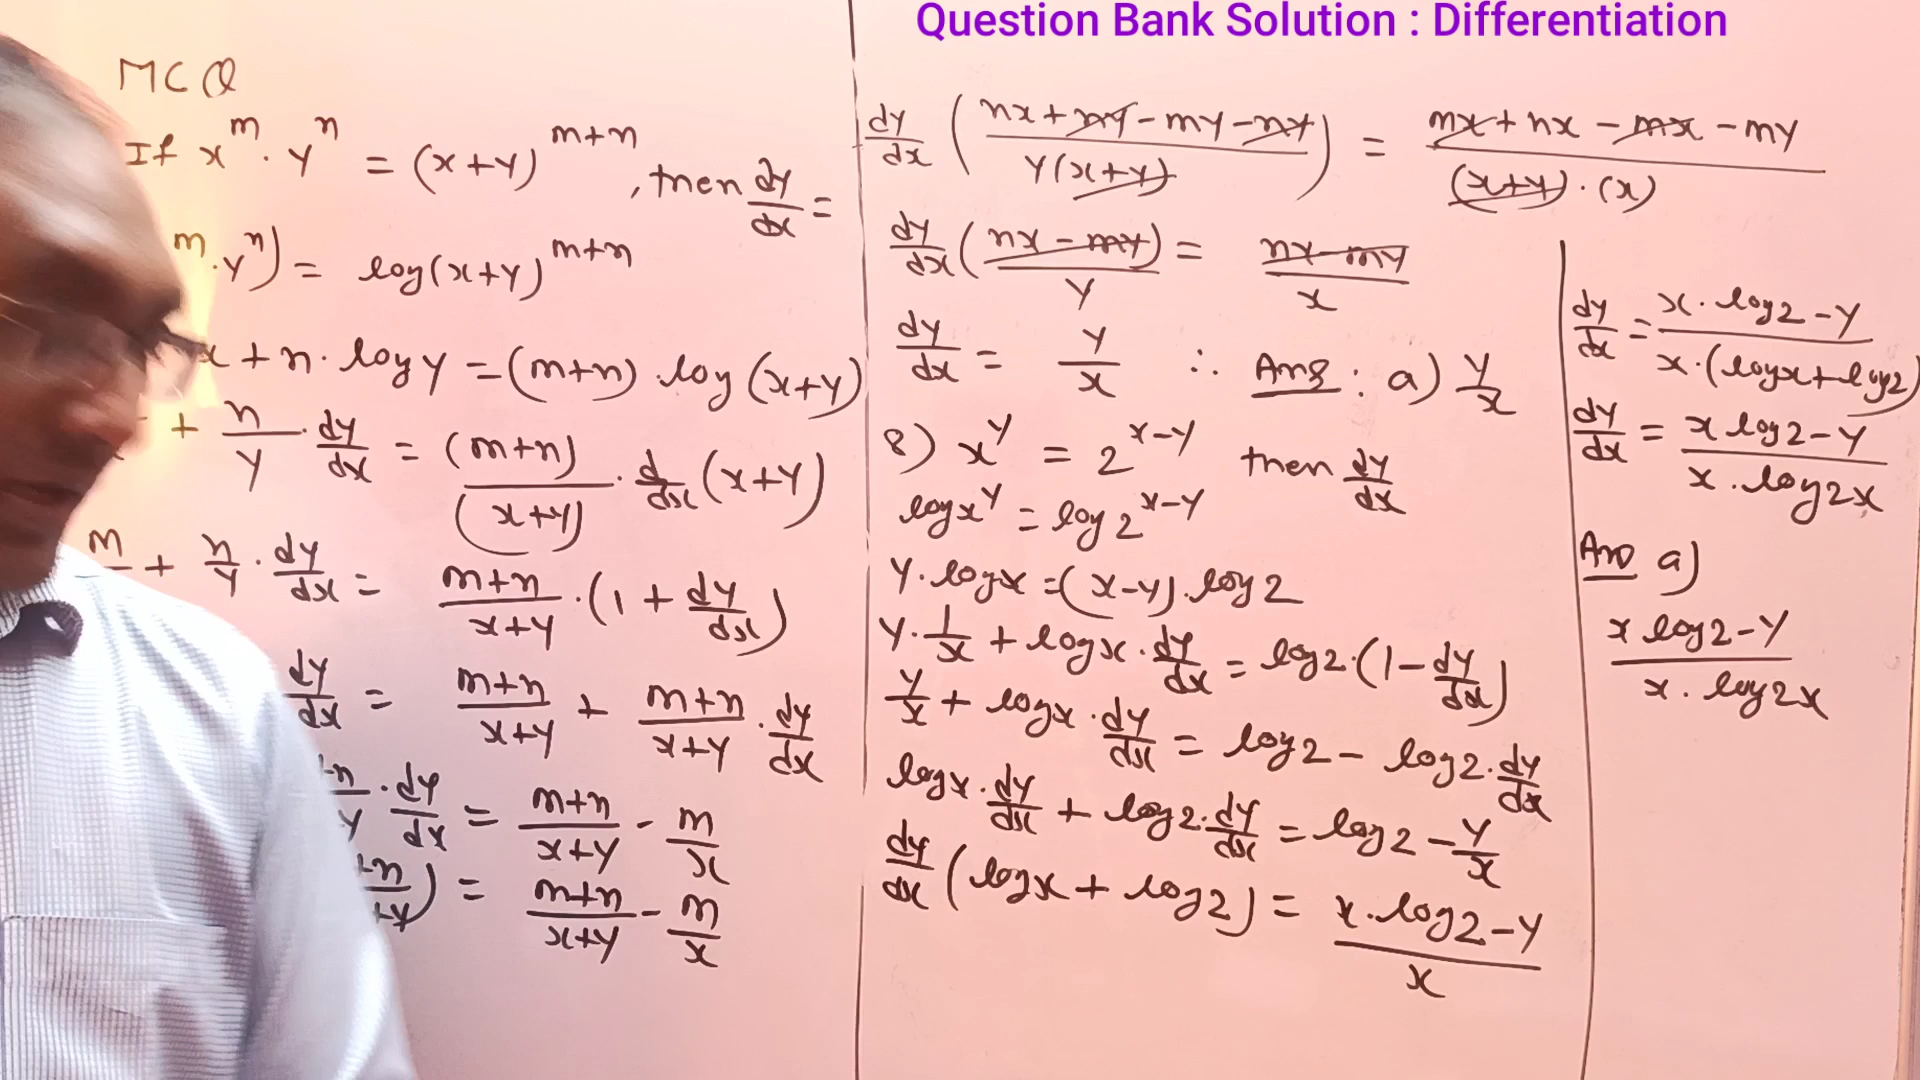 Question Bank Solution : Differentiation
MCQ
If x^m · y^n = (x+y)^(m+n), then dy/dx =
^m · y^n) = log(x+y)^(m+n)
x + n · log y = (m+n) · log (x+y)
+ n/y · dy/dx = (m+n)/(x+y) · d/dx (x+y)
m + n/y · dy/dx = m+n/x+y · (1 + dy/dx)
dy/dx = m+n/x+y + m+n/x+y · dy/dx
· dy/dx = m+n/x+y - m/x
) = m+n/x+y - m/x
dy/dx (nx + ny - my - ny / y(x+y)) = mx + nx - mx - my / (x+y) · (x)
dy/dx (nx - my / y) = nx - my / x
dy/dx = y/x ∴ Ans : a) y/x
8) x^y = 2^(x-y) then dy/dx
log x^y = log 2^(x-y)
y · log x = (x-y) · log 2
y · 1/x + log x · dy/dx = log 2 · (1 - dy/dx)
y/x + log x · dy/dx = log 2 - log 2 · dy/dx
log x · dy/dx + log 2 · dy/dx = log 2 - y/x
dy/dx (log x + log 2) = x · log 2 - y / x
dy/dx = x · log 2 - y / x · (log x + log 2)
dy/dx = x log 2 - y / x · log 2x
Ans a)
x log 2 - y / x · log 2x